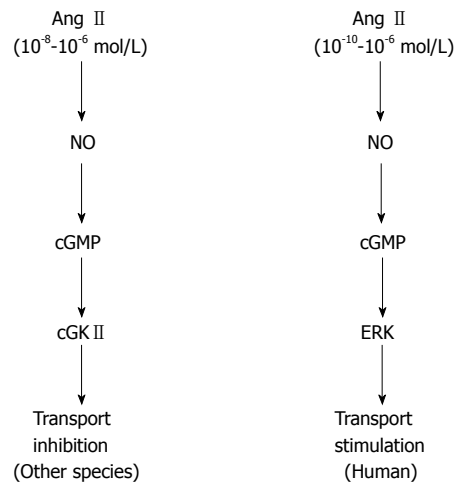 Ang Ⅱ
(10⁻⁸-10⁻⁶ mol/L)
NO
cGMP
cGK Ⅱ
Transport
inhibition
(Other species)
Ang Ⅱ
(10⁻¹⁰-10⁻⁶ mol/L)
NO
cGMP
ERK
Transport
stimulation
(Human)